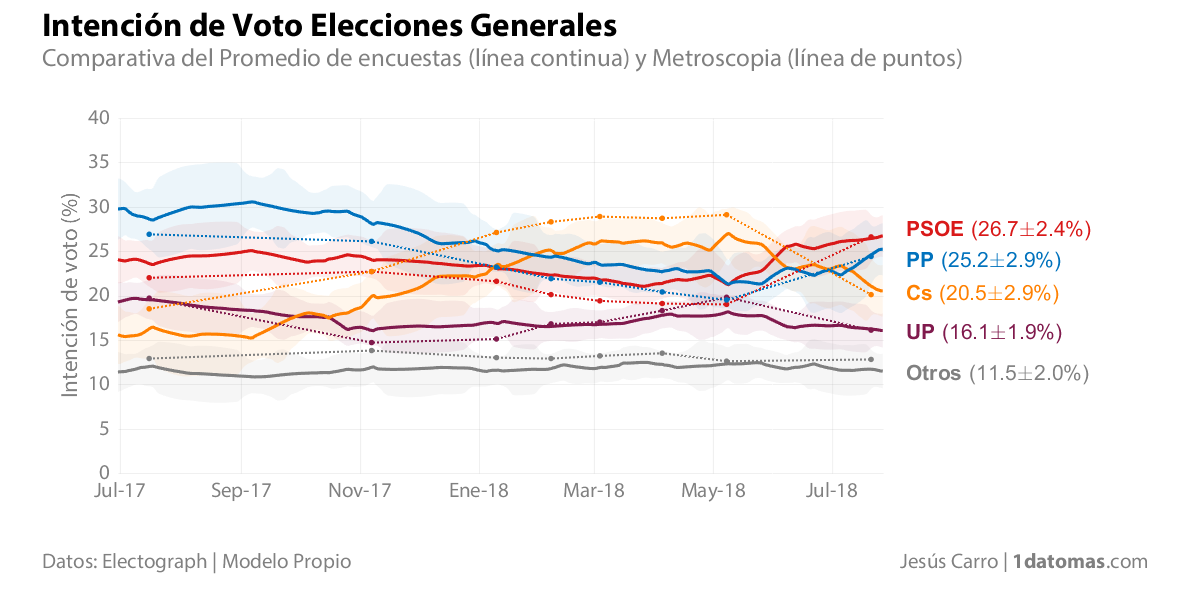 Intención de Voto Elecciones Generales
Comparativa del Promedio de encuestas (línea continua) y Metroscopia (línea de puntos)
Intención de voto (%)
40
35
30
25
20
15
10
5
0
Jul-17 Sep-17 Nov-17 Ene-18 Mar-18 May-18 Jul-18
PSOE (26.7±2.4%)
PP (25.2±2.9%)
Cs (20.5±2.9%)
UP (16.1±1.9%)
Otros (11.5±2.0%)
Datos: Electograph | Modelo Propio
Jesús Carro | 1datomas.com